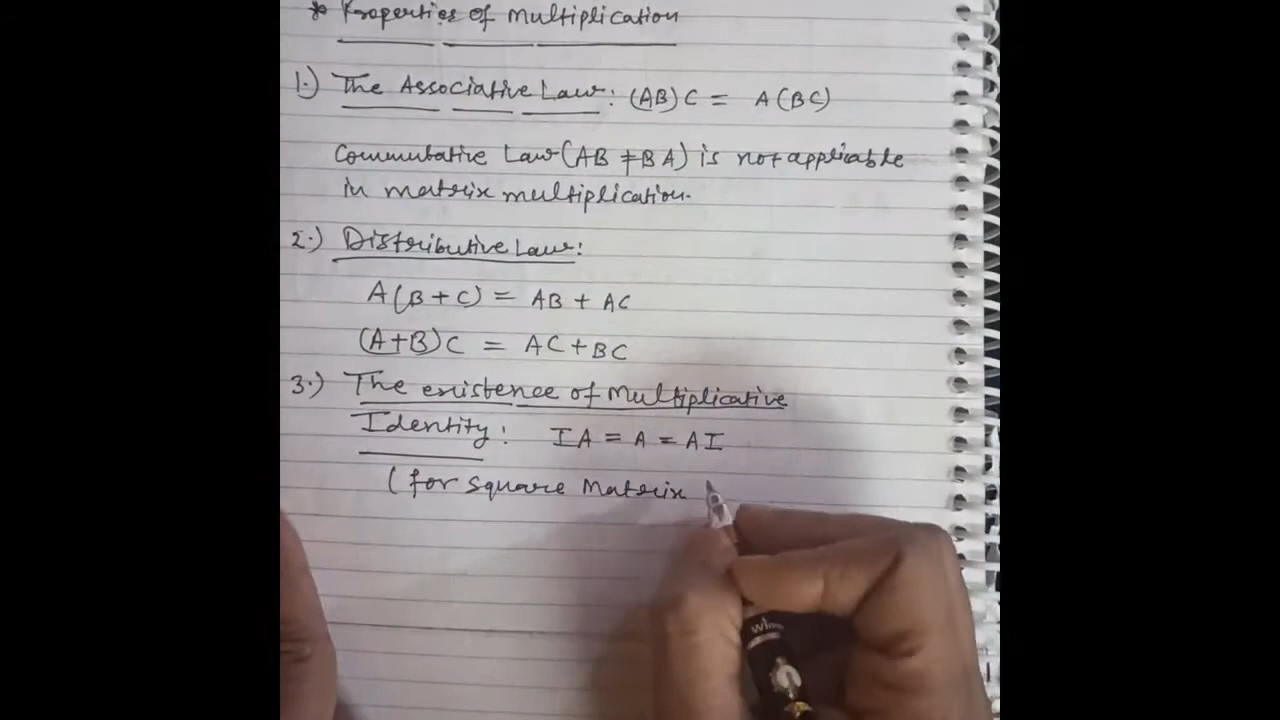 * Properties of Multiplication
1.) The Associative Law: (AB)C = A(BC)
Commutative Law (AB ≠ BA) is not applicable
in matrix multiplication.
2.) Distributive Law:
A(B+C) = AB + AC
(A+B)C = AC + BC
3.) The existence of Multiplicative
Identity: IA = A = AI
(for square Matrix